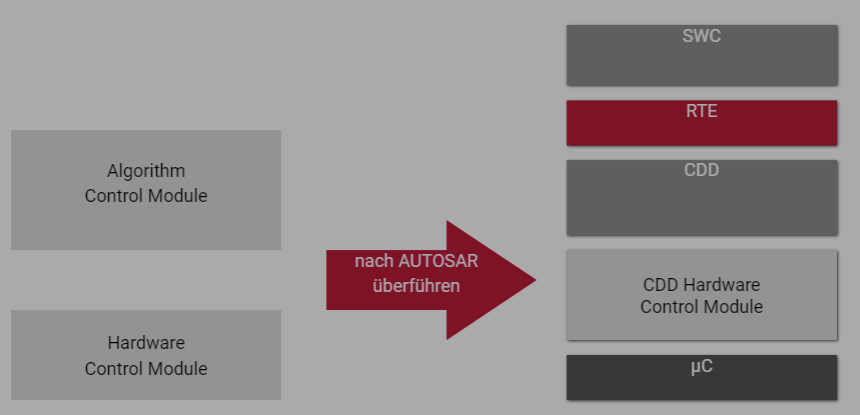 Algorithm
Control Module
Hardware
Control Module
nach AUTOSAR
überführen
SWC
RTE
CDD
CDD Hardware
Control Module
µC